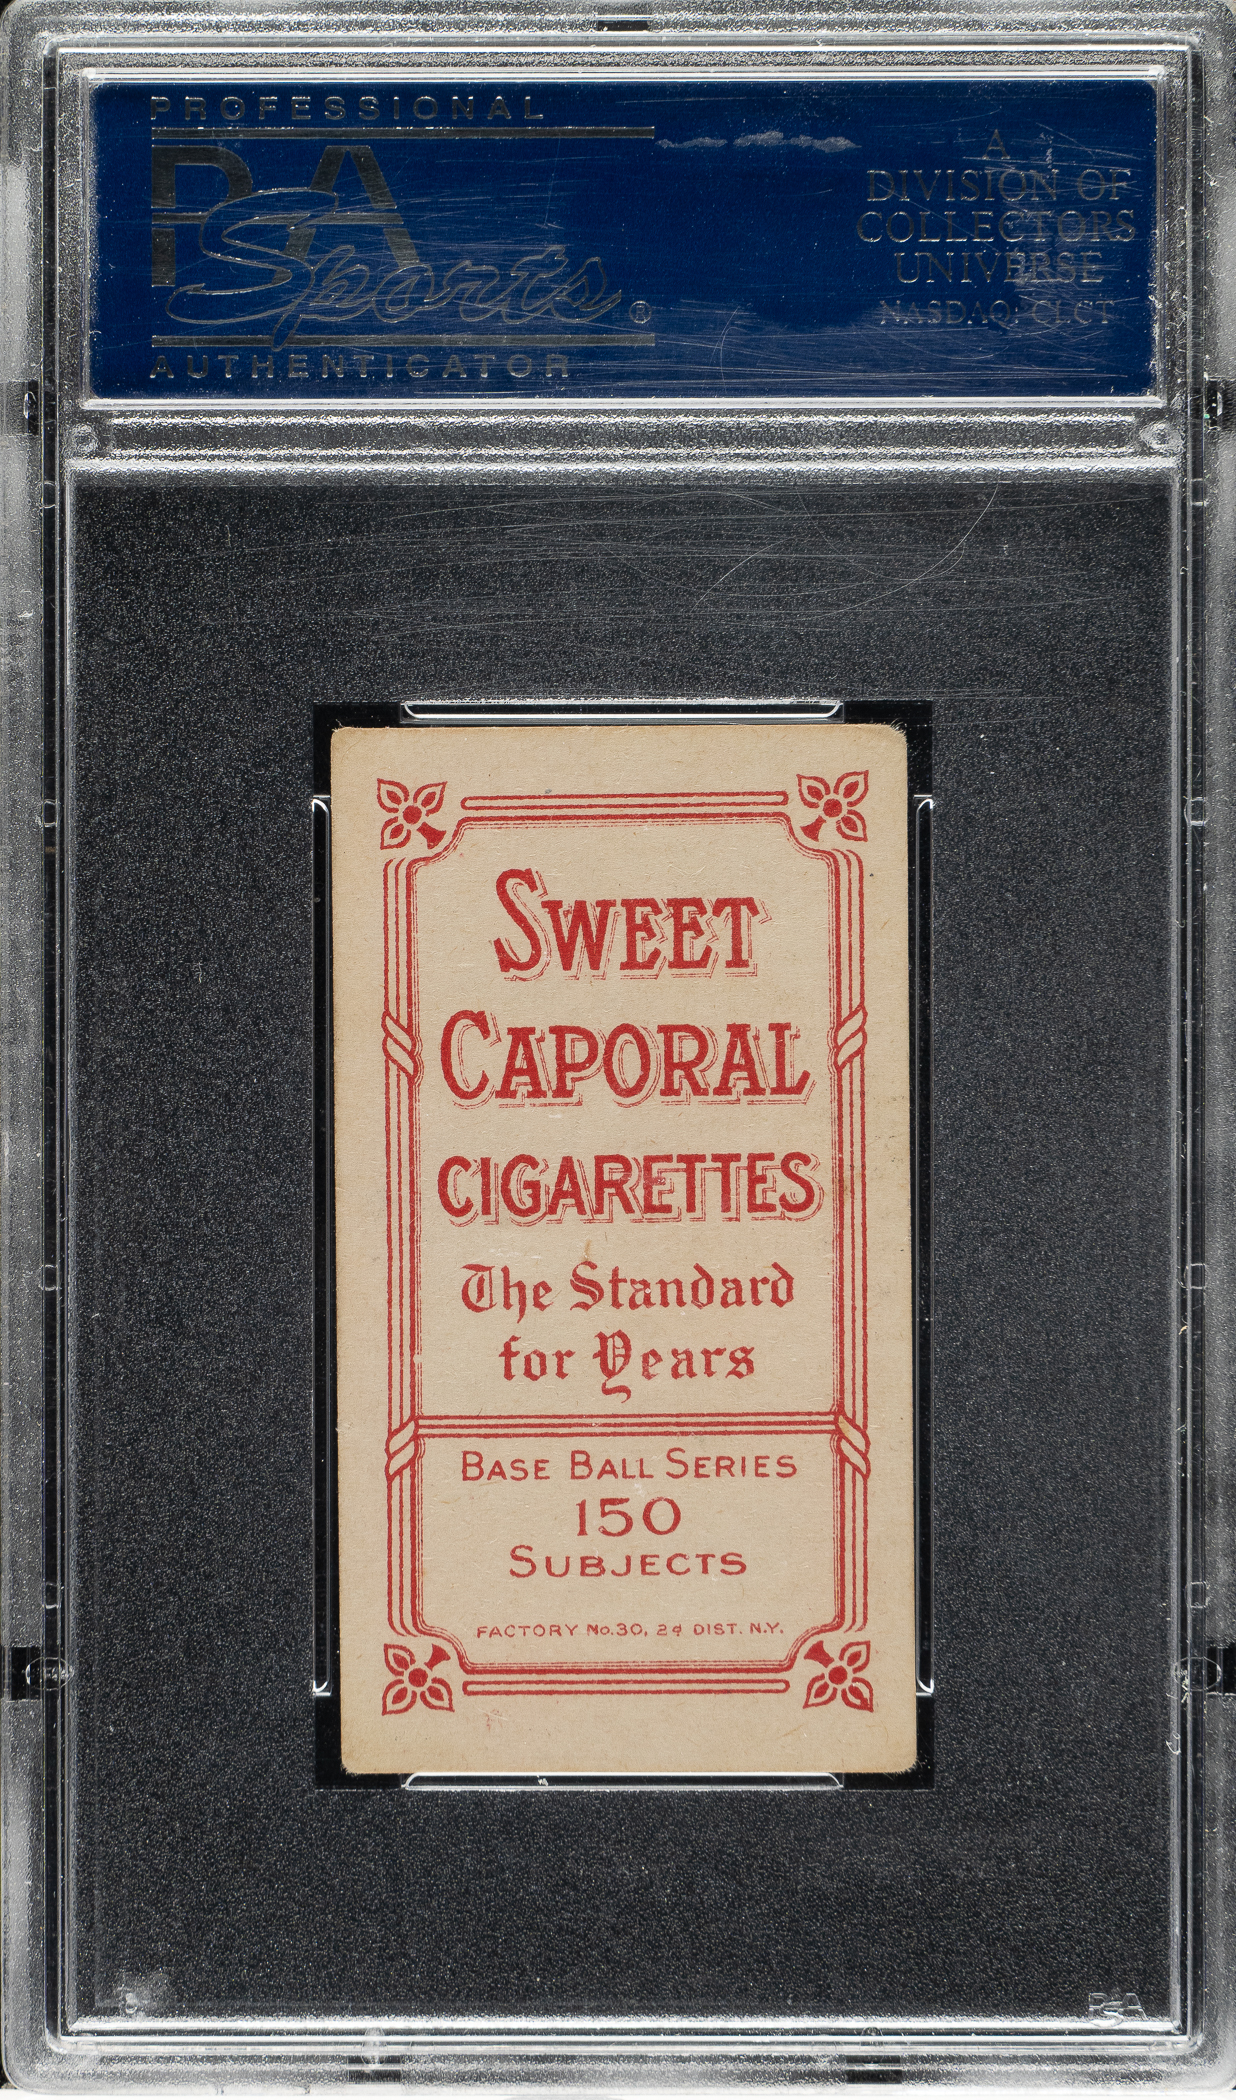 PROFESSIONAL
PSA
Sports ®
AUTHENTICATOR
A
DIVISION OF
COLLECTORS
UNIVERSE
NASDAQ: CLCT
SWEET
CAPORAL
CIGARETTES
The Standard
for Years
BASE BALL SERIES
150
SUBJECTS
FACTORY No. 30, 2d DIST. N.Y.
PSA